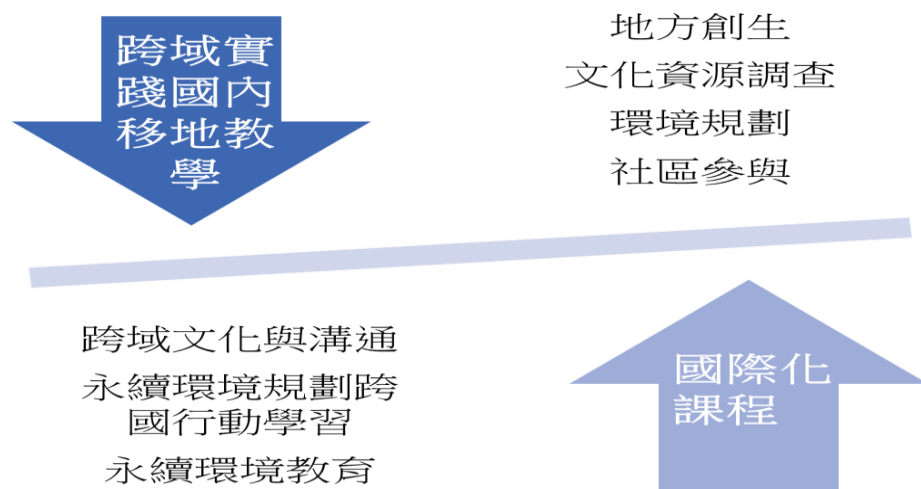 跨域實
踐國內
移地教
學
地方創生
文化資源調查
環境規劃
社區參與
跨域文化與溝通
永續環境規劃跨
國行動學習
永續環境教育
國際化
課程